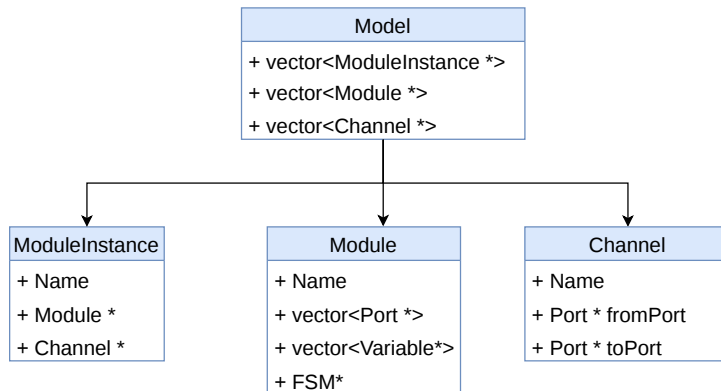 Model
+ vector<ModuleInstance *>
+ vector<Module *>
+ vector<Channel *>
ModuleInstance
+ Name
+ Module *
+ Channel *
Module
+ Name
+ vector<Port *>
+ vector<Variable*>
+ FSM*
Channel
+ Name
+ Port * fromPort
+ Port * toPort